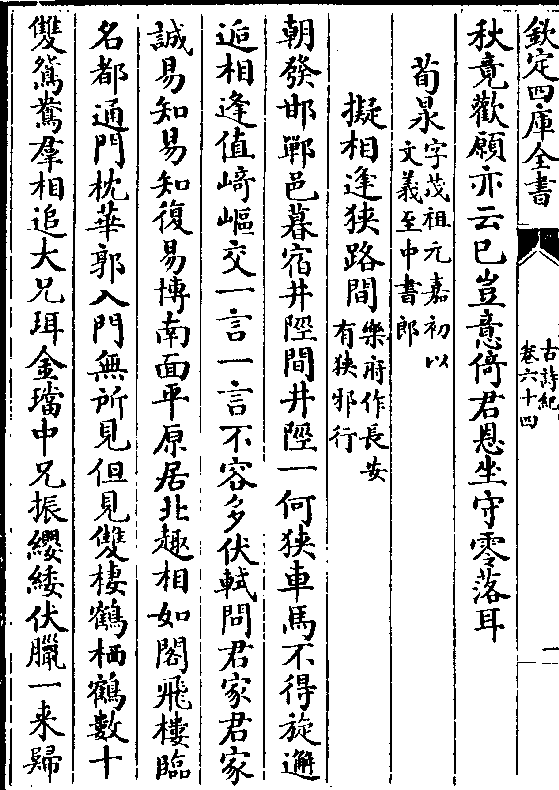 欽定四庫全書
古詩紀
卷六十四
一
秋竟歡願亦云已豈意倚君恩坐守零落耳
荀昶字茂祖元嘉初以
文義至中書郎
擬相逢狹路間樂府作長安
有狹邪行
朝發邯鄲邑暮宿井陘間井陘一何狹車馬不得旋邂
逅相逢值崎嶇交一言一言不容多伏軾問君家君家
誠易知易知復易博南面平原居北趣相如閣飛樓臨
名都通門枕華郭入門無所見但見雙棲鶴栖鶴數十
雙鴛鴦羣相追大兄珥金璫中兄振纓緌伏臘一来歸